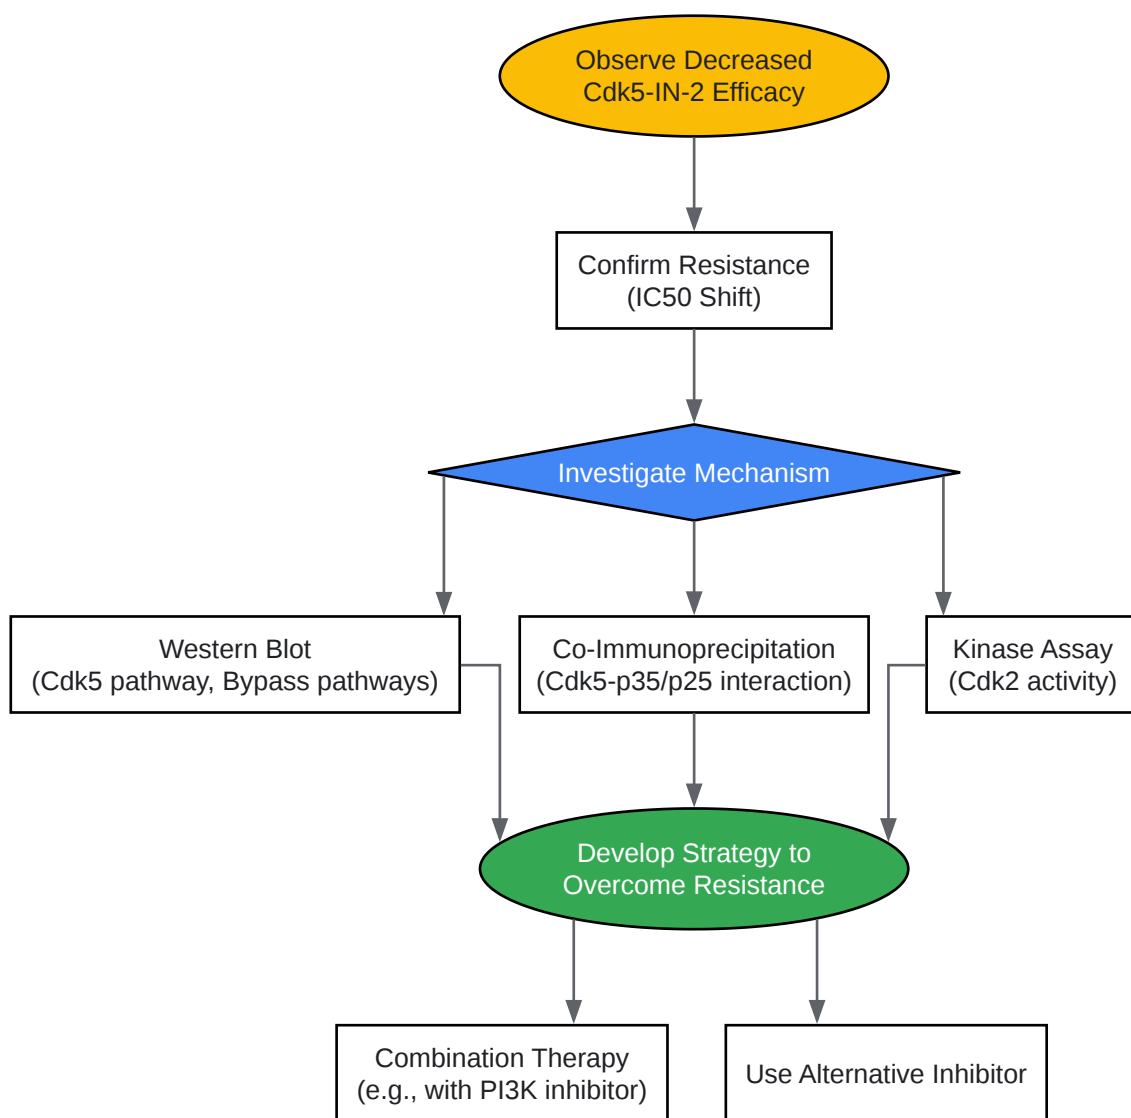 Observe Decreased
Cdk5-IN-2 Efficacy
Confirm Resistance
(IC50 Shift)
Investigate Mechanism
Western Blot
(Cdk5 pathway, Bypass pathways)
Co-Immunoprecipitation
(Cdk5-p35/p25 interaction)
Kinase Assay
(Cdk2 activity)
Develop Strategy to
Overcome Resistance
Combination Therapy
(e.g., with PI3K inhibitor)
Use Alternative Inhibitor